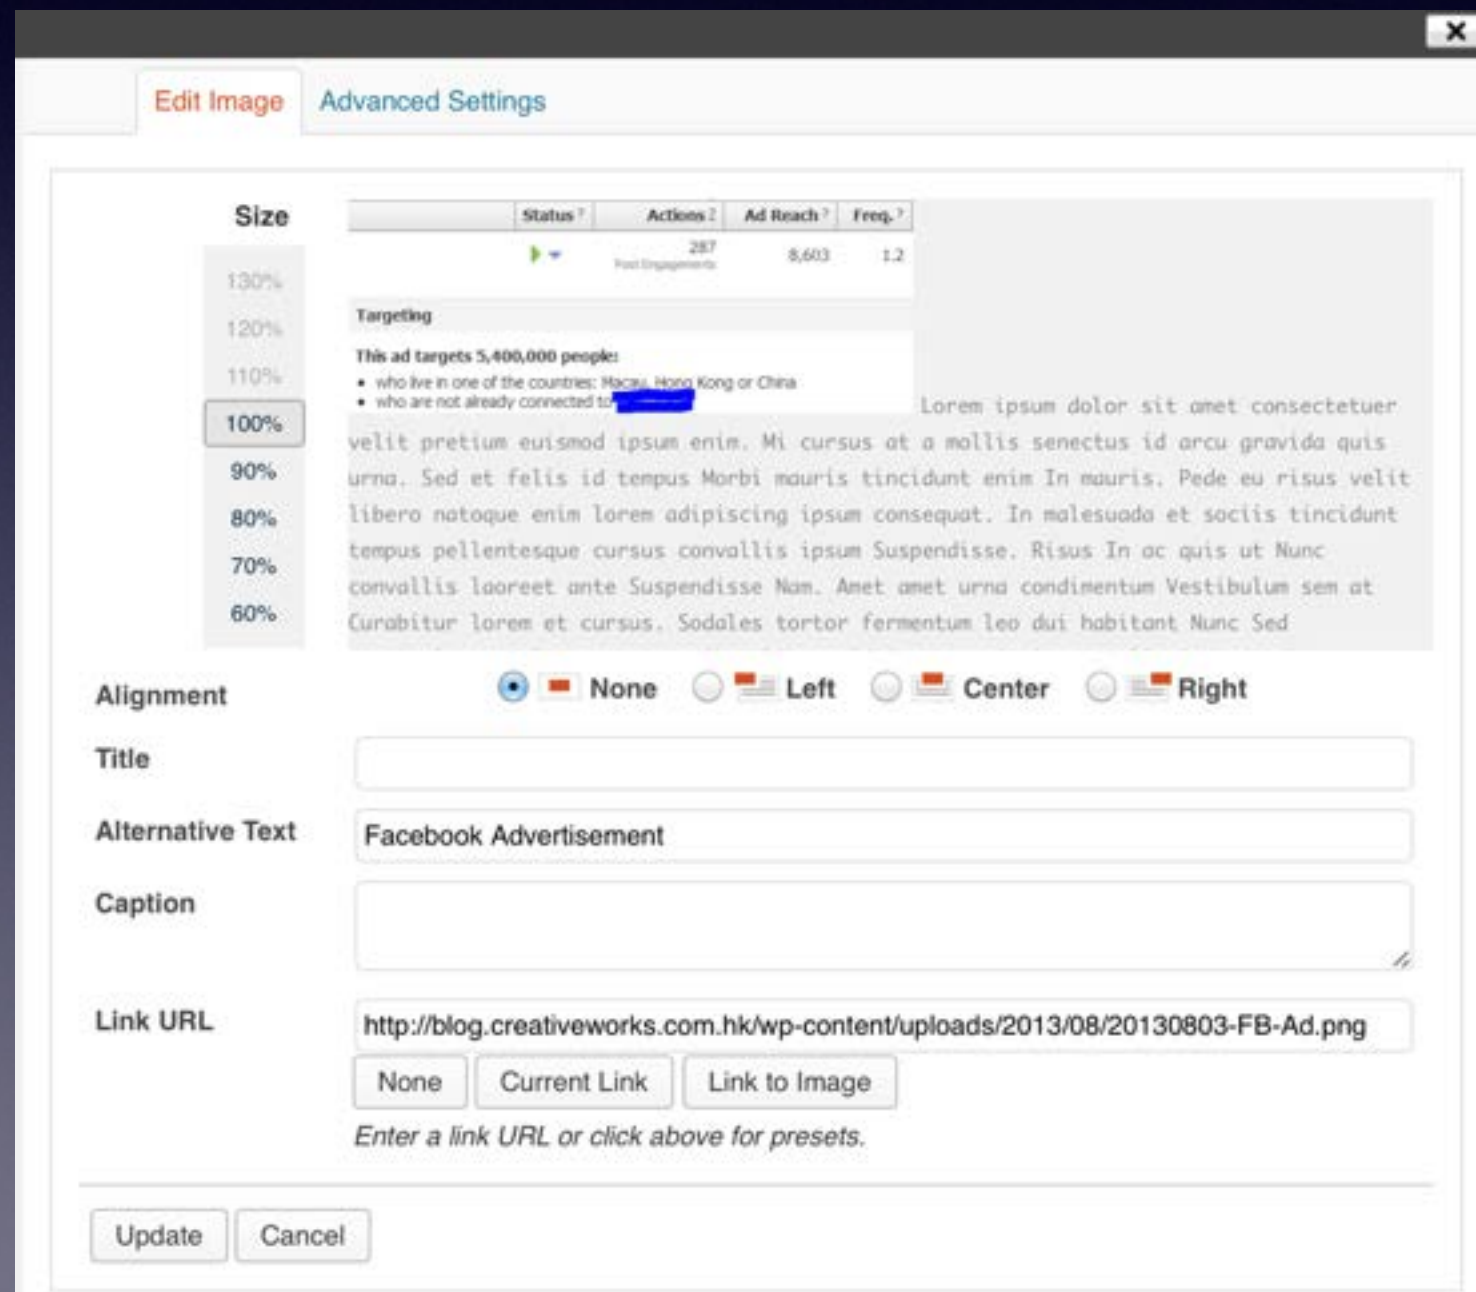 Edit Image Advanced Settings
Size
130%
120%
110%
100%
90%
80%
70%
60%
Status ? Actions ? Ad Reach ? Freq. ?
287 8,603 1.2
Post Engagements
Targeting
This ad targets 5,400,000 people:
• who live in one of the countries: Macau, Hong Kong or China
• who are not already connected to
Lorem ipsum dolor sit amet consectetuer
velit pretium euismod ipsum enim. Mi cursus at a mollis senectus id arcu gravida quis
urna. Sed et felis id tempus Morbi mauris tincidunt enim In mauris. Pede eu risus velit
libero natoque enim lorem adipiscing ipsum consequat. In malesuada et sociis tincidunt
tempus pellentesque cursus convallis ipsum Suspendisse. Risus In ac quis ut Nunc
convallis laoreet ante Suspendisse Nam. Amet amet urna condimentum Vestibulum sem at
Curabitur lorem et cursus. Sodales tortor fermentum leo dui habitant Nunc Sed
Alignment None Left Center Right
Title
Alternative Text Facebook Advertisement
Caption
Link URL http://blog.creativeworks.com.hk/wp-content/uploads/2013/08/20130803-FB-Ad.png
None Current Link Link to Image
Enter a link URL or click above for presets.
Update Cancel